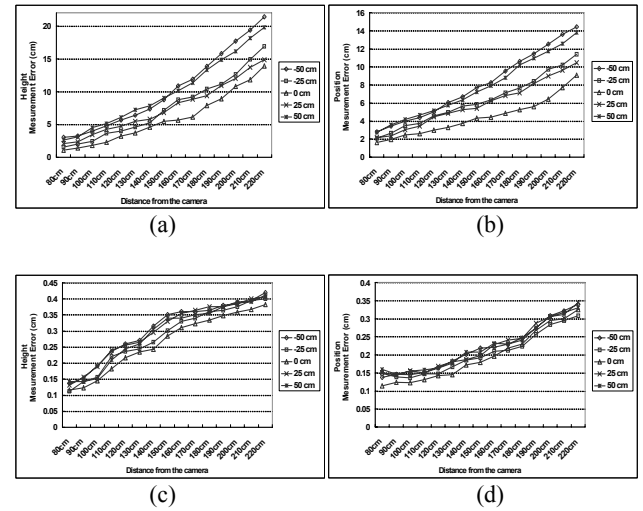 Height
Mesurement Error (cm)
20
15
10
5
0
80cm
90cm
100cm
110cm
120cm
130cm
140cm
150cm
160cm
170cm
180cm
190cm
200cm
210cm
220cm
Distance from the camera
-50 cm
-25 cm
0 cm
25 cm
50 cm
(a)
Position
Mesurement Error (cm)
16
14
12
10
8
6
4
2
0
80cm
90cm
100cm
110cm
120cm
130cm
140cm
150cm
160cm
170cm
180cm
190cm
200cm
210cm
220cm
Distance from the camera
-50 cm
-25 cm
0 cm
25 cm
50 cm
(b)
Height
Mesurement Error (cm)
0.45
0.4
0.35
0.3
0.25
0.2
0.15
0.1
0.05
0
80cm
90cm
100cm
110cm
120cm
130cm
140cm
150cm
160cm
170cm
180cm
190cm
200cm
210cm
220cm
Distance from the camera
-50 cm
-25 cm
0 cm
25 cm
50 cm
(c)
Position
Mesurement Error (cm)
0.4
0.35
0.3
0.25
0.2
0.15
0.1
0.05
0
80cm
90cm
100cm
110cm
120cm
130cm
140cm
150cm
160cm
170cm
180cm
190cm
200cm
210cm
220cm
Distance from the camera
-50 cm
-25 cm
0 cm
25 cm
50 cm
(d)